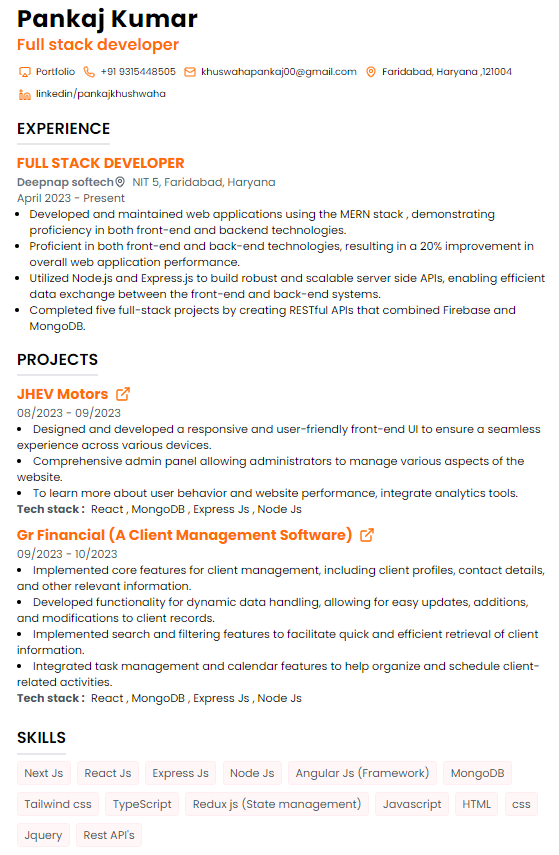 Pankaj Kumar
Full stack developer
Portfolio +91 9315448505 khuswahapankaj00@gmail.com Faridabad, Haryana ,121004
linkedin/pankajkhushwaha
EXPERIENCE
FULL STACK DEVELOPER
Deepnap softech NIT 5, Faridabad, Haryana
April 2023 - Present
• Developed and maintained web applications using the MERN stack , demonstrating
proficiency in both front-end and backend technologies.
• Proficient in both front-end and back-end technologies, resulting in a 20% improvement in
overall web application performance.
• Utilized Node.js and Express.js to build robust and scalable server side APIs, enabling efficient
data exchange between the front-end and back-end systems.
• Completed five full-stack projects by creating RESTful APIs that combined Firebase and
MongoDB.
PROJECTS
JHEV Motors
08/2023 - 09/2023
• Designed and developed a responsive and user-friendly front-end UI to ensure a seamless
experience across various devices.
• Comprehensive admin panel allowing administrators to manage various aspects of the
website.
• To learn more about user behavior and website performance, integrate analytics tools.
Tech stack : React , MongoDB , Express Js , Node Js
Gr Financial (A Client Management Software)
09/2023 - 10/2023
• Implemented core features for client management, including client profiles, contact details,
and other relevant information.
• Developed functionality for dynamic data handling, allowing for easy updates, additions,
and modifications to client records.
• Implemented search and filtering features to facilitate quick and efficient retrieval of client
information.
• Integrated task management and calendar features to help organize and schedule client-
related activities.
Tech stack : React , MongoDB , Express Js , Node Js
SKILLS
Next Js React Js Express Js Node Js Angular Js (Framework) MongoDB
Tailwind css TypeScript Redux js (State management) Javascript HTML css
Jquery Rest API's